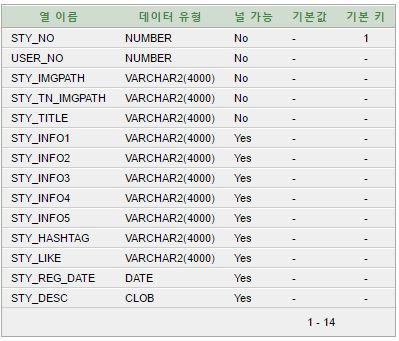 열 이름 데이터 유형 널 가능 기본값 기본 키
STY_NO NUMBER No - 1
USER_NO NUMBER No - -
STY_IMGPATH VARCHAR2(4000) No - -
STY_TN_IMGPATH VARCHAR2(4000) No - -
STY_TITLE VARCHAR2(4000) No - -
STY_INFO1 VARCHAR2(4000) Yes - -
STY_INFO2 VARCHAR2(4000) Yes - -
STY_INFO3 VARCHAR2(4000) Yes - -
STY_INFO4 VARCHAR2(4000) Yes - -
STY_INFO5 VARCHAR2(4000) Yes - -
STY_HASHTAG VARCHAR2(4000) Yes - -
STY_LIKE VARCHAR2(4000) Yes - -
STY_REG_DATE DATE Yes - -
STY_DESC CLOB Yes - -
1 - 14